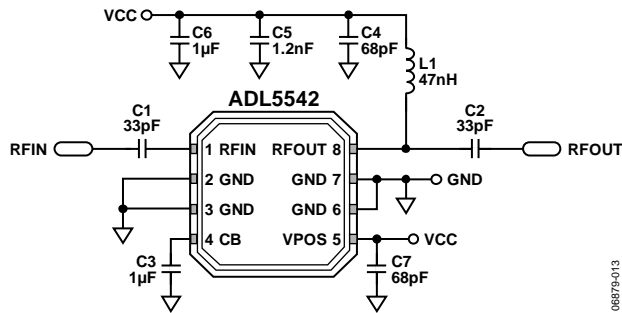 VCC
C6
1µF
C5
1.2nF
C4
68pF
L1
47nH
ADL5542
C1
33pF
C2
33pF
RFIN
1 RFIN
RFOUT 8
RFOUT
2 GND
GND 7
GND
3 GND
GND 6
4 CB
VPOS 5
VCC
C3
1µF
C7
68pF
06879-013